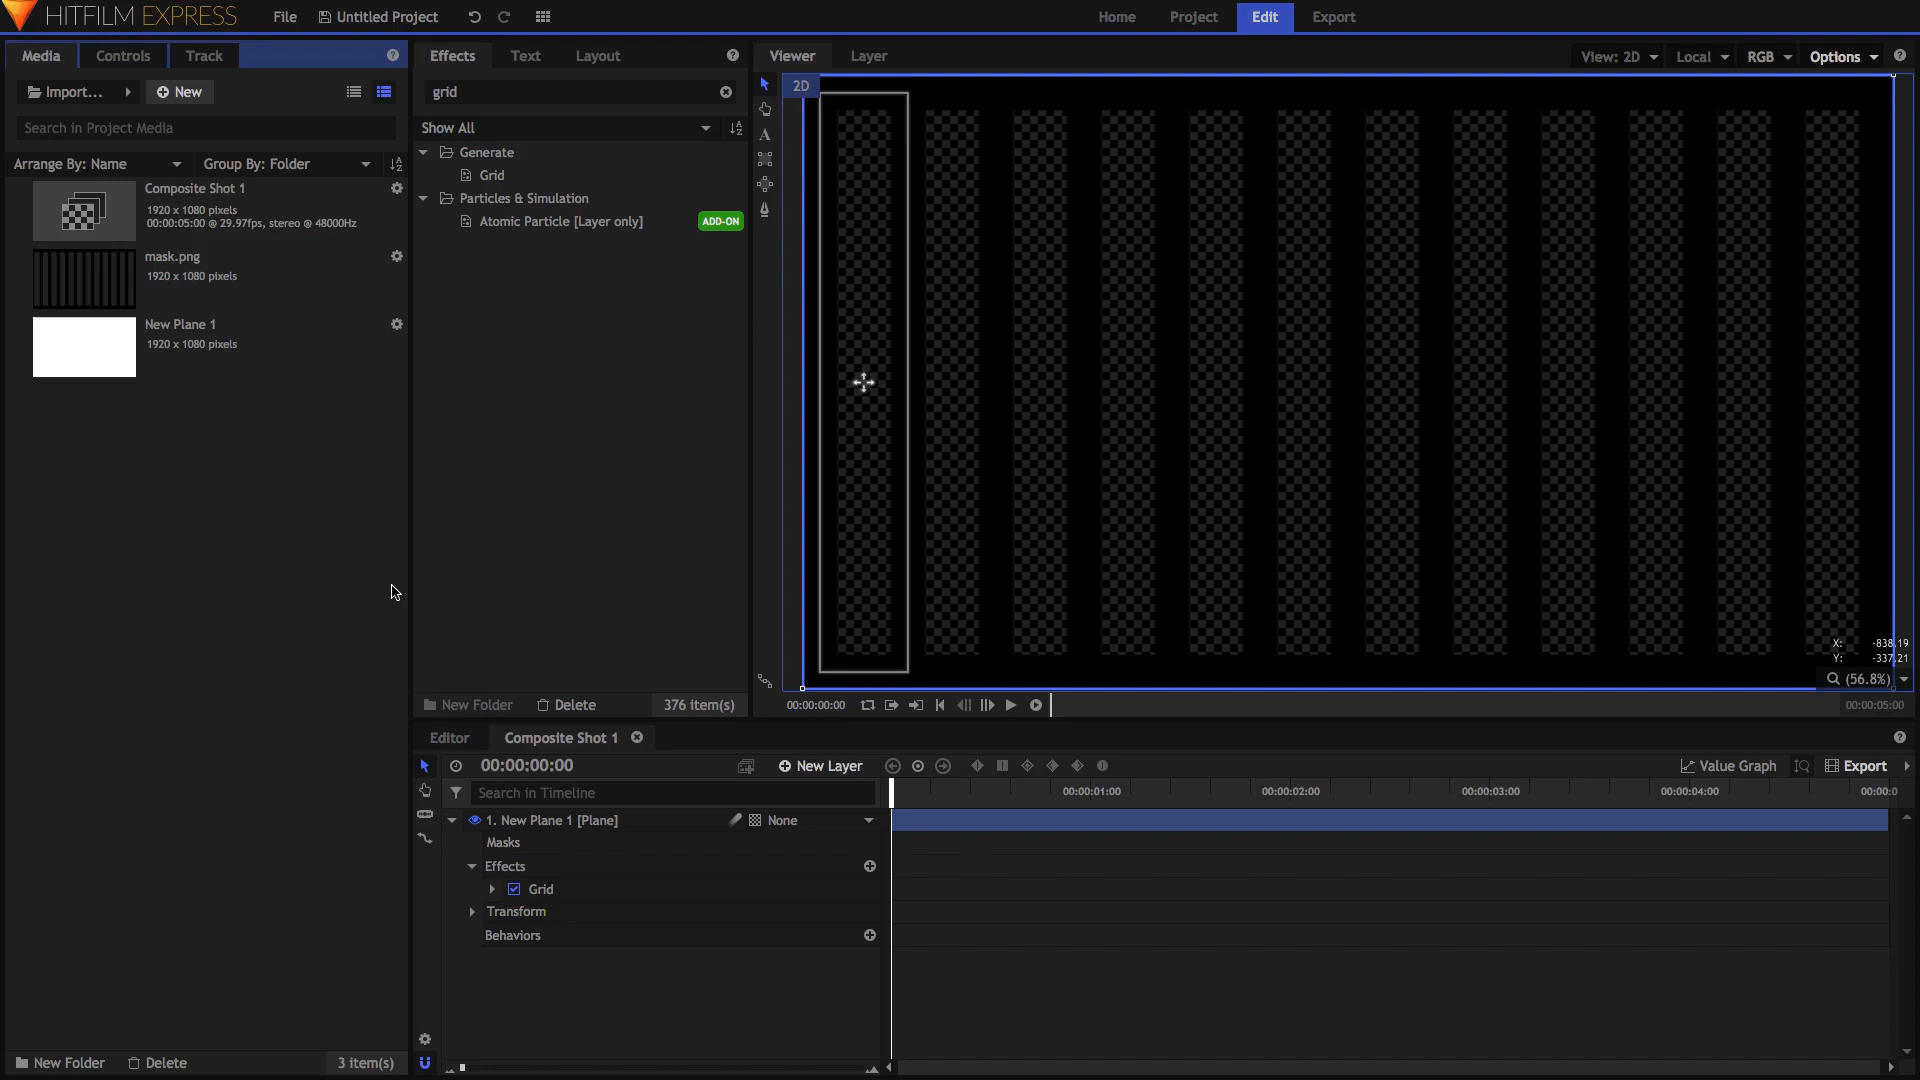 HITFILM EXPRESS
File
Untitled Project
Home
Project
Edit
Export
Media
Controls
Track
Effects
Text
Layout
Viewer
Layer
View: 2D
Local
RGB
Options
Import...
New
grid
2D
Search in Project Media
Show All
Arrange By: Name
Group By: Folder
Generate
Grid
Particles & Simulation
Atomic Particle [Layer only]
ADD-ON
Composite Shot 1
1920 x 1080 pixels
00:00:05:00 @ 29.97fps, stereo @ 48000Hz
mask.png
1920 x 1080 pixels
New Plane 1
1920 x 1080 pixels
X: -838.19
Y: -337.21
(56.8%)
New Folder
Delete
376 item(s)
00:00:00:00
00:00:05:00
Editor
Composite Shot 1
00:00:00:00
New Layer
Value Graph
Export
Search in Timeline
00:00:01:00
00:00:02:00
00:00:03:00
00:00:04:00
00:00:0
1. New Plane 1 [Plane]
None
Masks
Effects
Grid
Transform
Behaviors
New Folder
Delete
3 item(s)